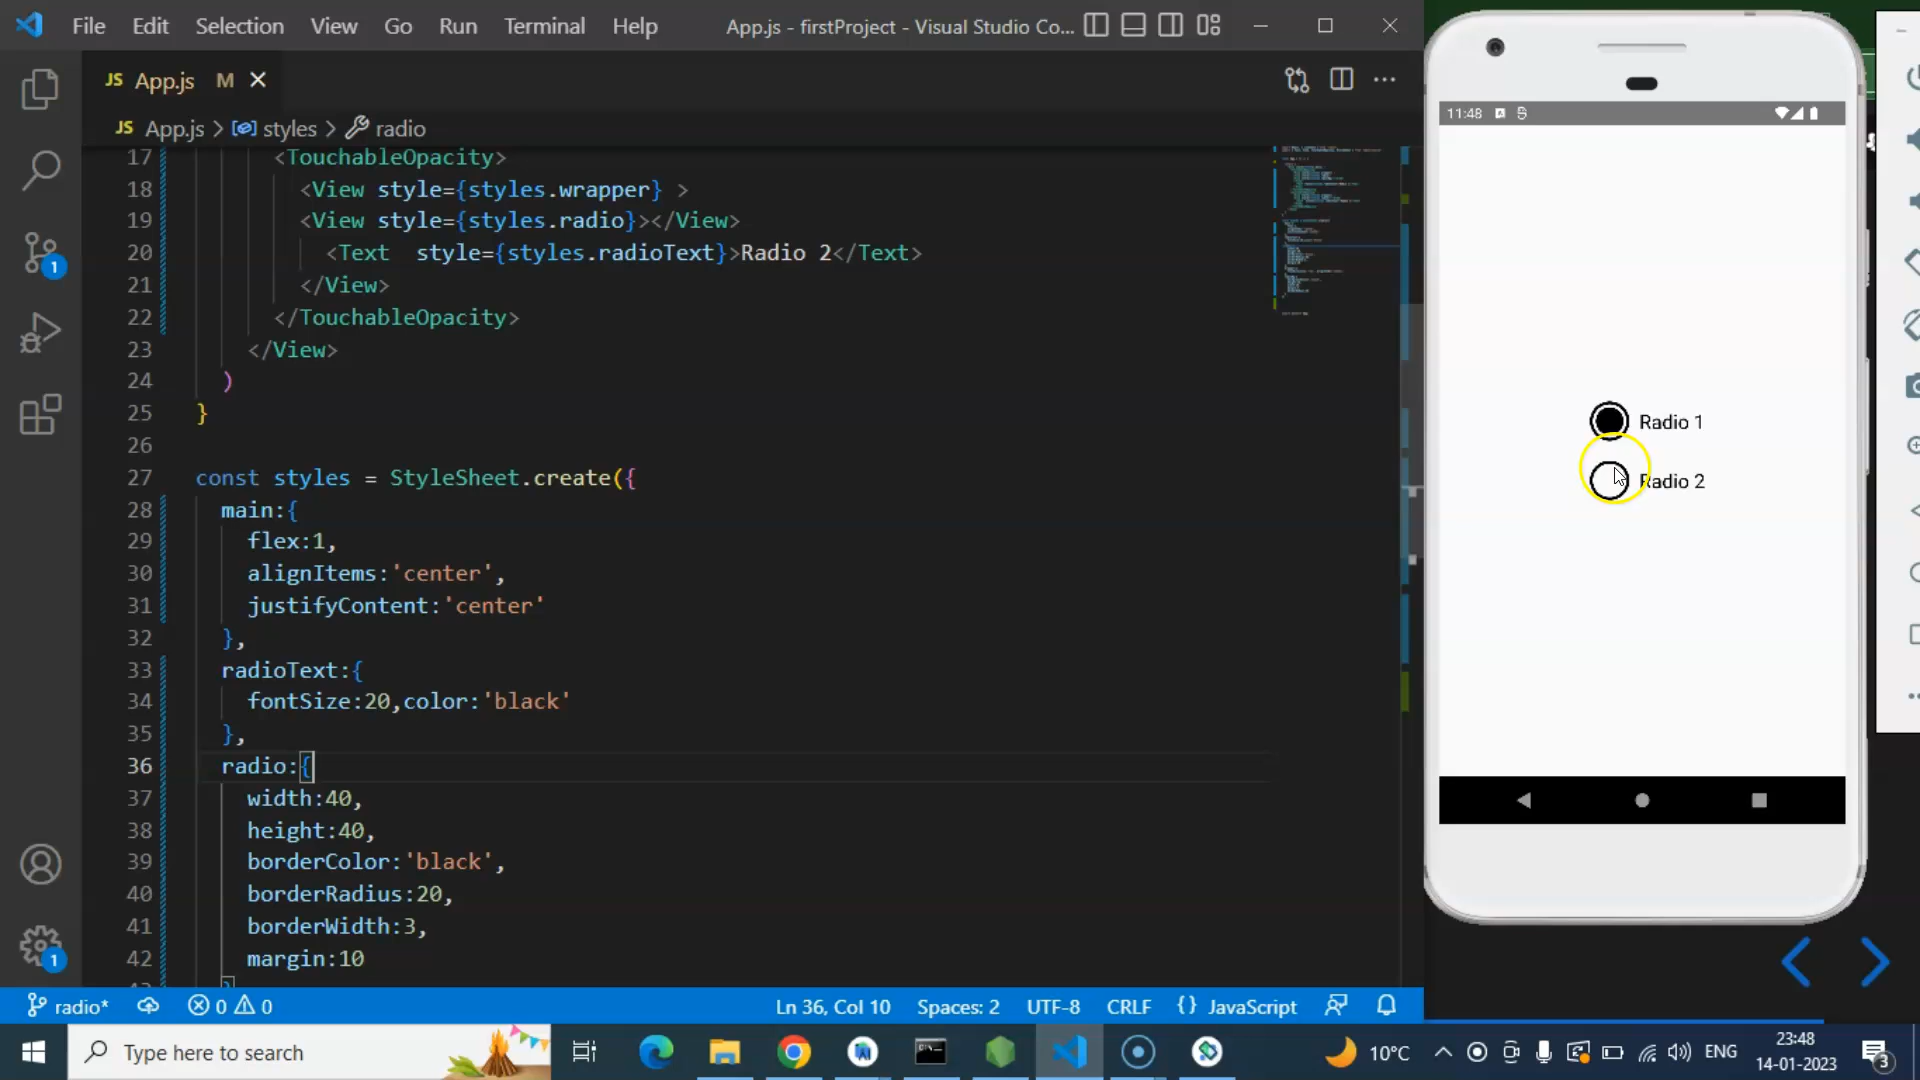 File Edit Selection View Go Run Terminal Help App.js - firstProject - Visual Studio Co...
JS App.js M
JS App.js > styles > radio
17 <TouchableOpacity>
18 <View style={styles.wrapper} >
19 <View style={styles.radio}></View>
20 <Text  style={styles.radioText}>Radio 2</Text>
21 </View>
22 </TouchableOpacity>
23 </View>
24 )
25 }
26
27 const styles = StyleSheet.create({
28 main:{
29 flex:1,
30 alignItems:'center',
31 justifyContent:'center'
32 },
33 radioText:{
34 fontSize:20,color:'black'
35 },
36 radio:{
37 width:40,
38 height:40,
39 borderColor:'black',
40 borderRadius:20,
41 borderWidth:3,
42 margin:10
11:48
Radio 1
Radio 2
1
1
radio* 0 0 Ln 36, Col 10 Spaces: 2 UTF-8 CRLF {} JavaScript
Type here to search
10°C ENG
23:48
14-01-2023
3